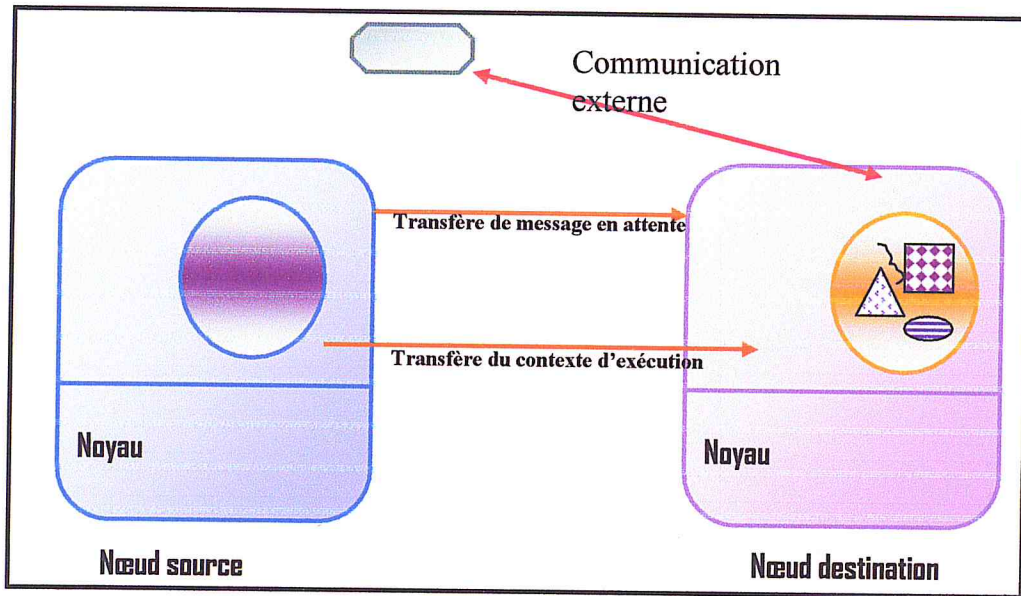 Communication
externe
Transfère de message en attente
Transfère du contexte d'exécution
Noyau
Noyau
Nœud source
Nœud destination